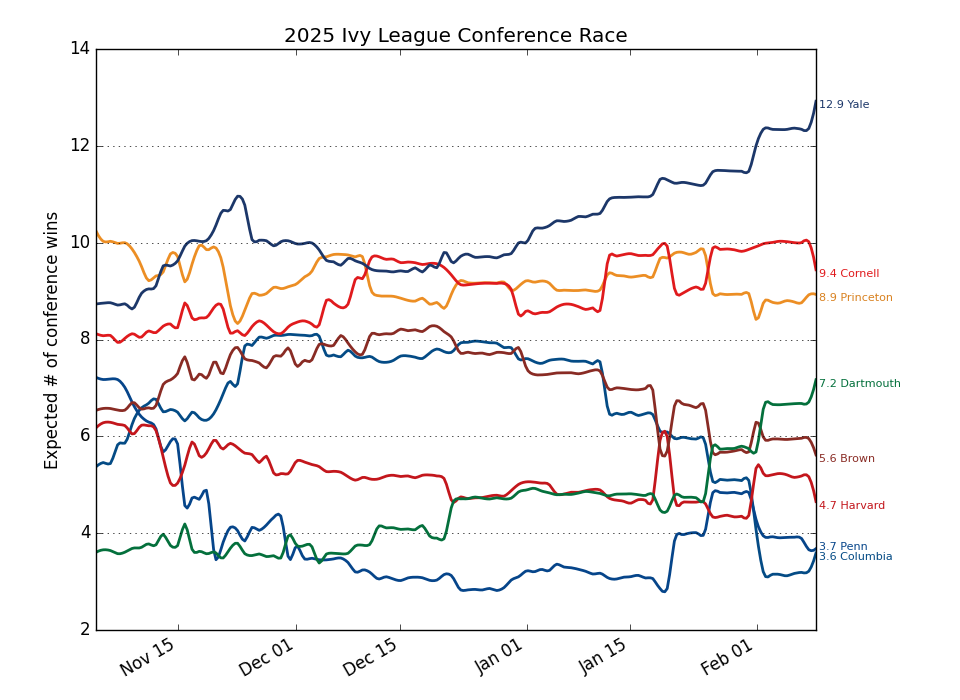 2025 Ivy League Conference Race
Expected # of conference wins
14
12
10
8
6
4
2
12.9 Yale
9.4 Cornell
8.9 Princeton
7.2 Dartmouth
5.6 Brown
4.7 Harvard
3.7 Penn
3.6 Columbia
Nov 15
Dec 01
Dec 15
Jan 01
Jan 15
Feb 01